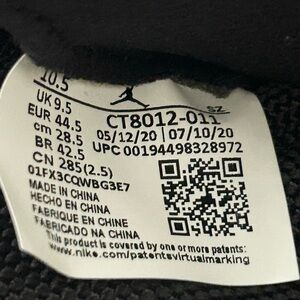 10.5
UK 9.5
EUR 44.5
cm 28.5
BR 42.5
CN 285(2.5)
01FX3CQWBG3E7
MADE IN CHINA
HECHO EN CHINA
FABRIQUE EN CHINE
FABRICADO NA CHINA
SZ
CT8012-011
05/12/20 | 07/10/20
UPC 00194498328972
This product is covered by one or more patents:
www.nike.com/patentsvirtualmarking